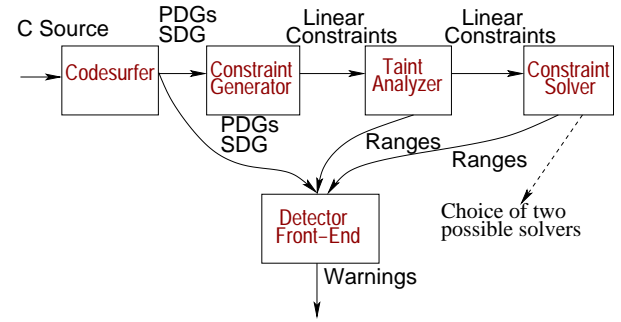 C Source
PDGs
SDG
Linear
Constraints
Linear
Constraints
Codesurfer
Constraint
Generator
Taint
Analyzer
Constraint
Solver
PDGs
SDG
Ranges
Ranges
Detector
Front-End
Choice of two
possible solvers
Warnings